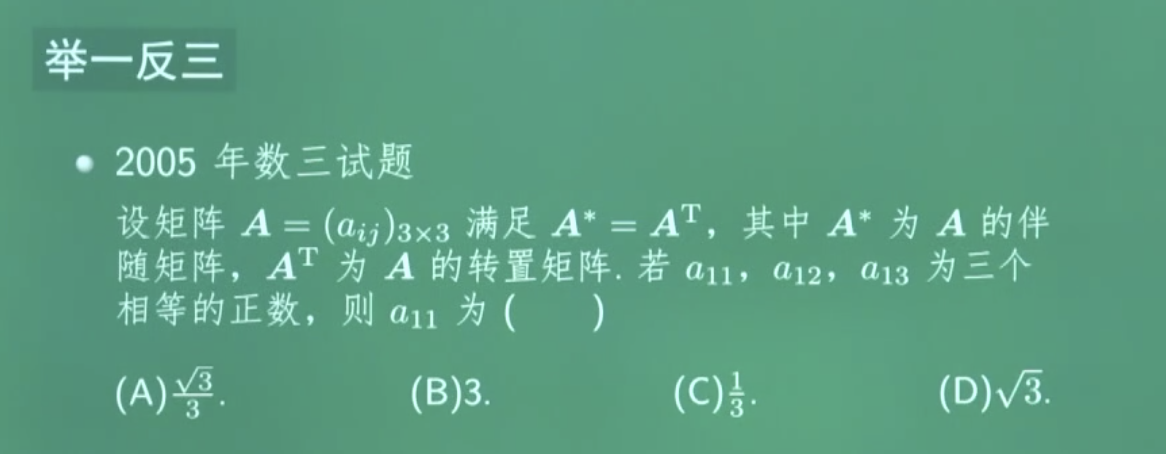 举一反三
• 2005 年数三试题
设矩阵 $\boldsymbol{A} = (a_{ij})_{3\times3}$ 满足 $\boldsymbol{A}^* = \boldsymbol{A}^{\mathrm{T}}$，其中 $\boldsymbol{A}^*$ 为 $\boldsymbol{A}$ 的伴
随矩阵，$\boldsymbol{A}^{\mathrm{T}}$ 为 $\boldsymbol{A}$ 的转置矩阵. 若 $a_{11}$，$a_{12}$，$a_{13}$ 为三个
相等的正数，则 $a_{11}$ 为 (　　)
(A)$\frac{\sqrt{3}}{3}$. (B)3. (C)$\frac{1}{3}$. (D)$\sqrt{3}$.